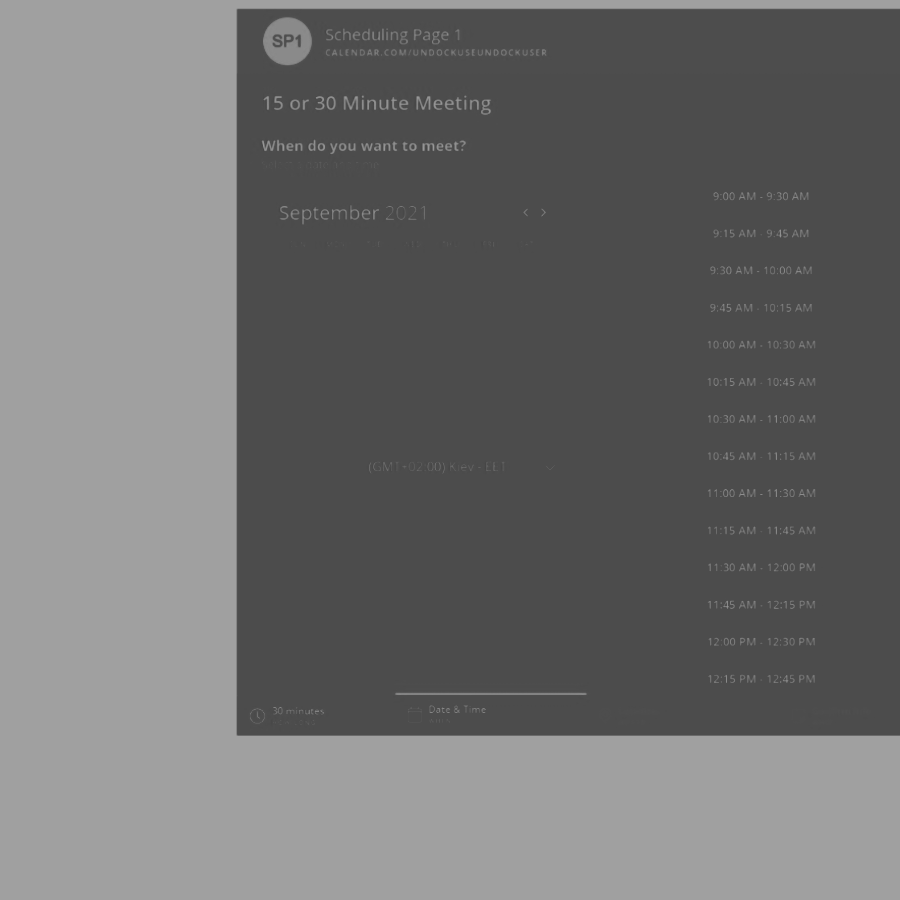 SP1
Scheduling Page 1
CALENDAR.COM/UNDOCKUSEUNDOCKUSER
15 or 30 Minute Meeting
When do you want to meet?
September 2021
(GMT+02:00) Kiev - EET
9:00 AM - 9:30 AM
9:15 AM - 9:45 AM
9:30 AM - 10:00 AM
9:45 AM - 10:15 AM
10:00 AM - 10:30 AM
10:15 AM - 10:45 AM
10:30 AM - 11:00 AM
10:45 AM - 11:15 AM
11:00 AM - 11:30 AM
11:15 AM - 11:45 AM
11:30 AM - 12:00 PM
11:45 AM - 12:15 PM
12:00 PM - 12:30 PM
12:15 PM - 12:45 PM
30 minutes
Date & Time